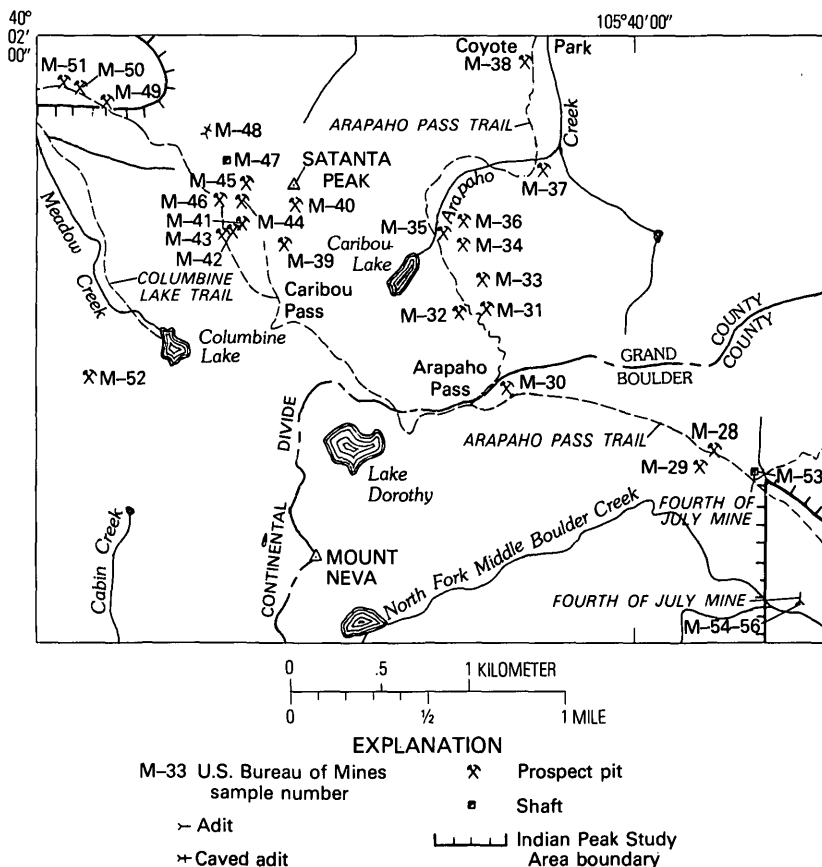 40°
02'
00"
105°40'00"
Coyote Park
M–38
M–51
M–50
M–49
M–48
ARAPAHO PASS TRAIL
Creek
M–47
SATANTA
PEAK
M–45
M–46
M–40
M–41
M–44
M–43
M–42
M–39
Arapaho
M–37
M–35
M–36
M–34
Caribou
Lake
M–33
M–32
M–31
Meadow
Creek
COLUMBINE
LAKE TRAIL
Caribou
Pass
Columbine
Lake
M–52
COUNTY
COUNTY
GRAND
BOULDER
Arapaho
Pass
M–30
ARAPAHO PASS TRAIL
M–28
M–29
M–53
FOURTH OF
JULY MINE
CONTINENTAL DIVIDE
Lake
Dorothy
MOUNT
NEVA
Cabin Creek
North Fork Middle Boulder Creek
FOURTH OF JULY MINE
M–54–56
0 .5 1 KILOMETER
0 ½ 1 MILE
EXPLANATION
M–33 U.S. Bureau of Mines
sample number
Adit
Caved adit
Prospect pit
Shaft
Indian Peak Study
Area boundary